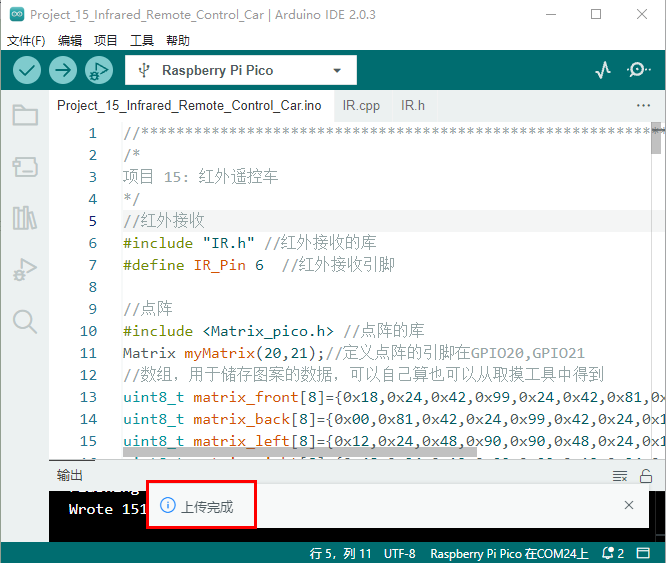 Project_15_Infrared_Remote_Control_Car | Arduino IDE 2.0.3
文件(F) 编辑 项目 工具 帮助
Raspberry Pi Pico
Project_15_Infrared_Remote_Control_Car.ino IR.cpp IR.h
1 //************************************************************
2 /*
3 项目 15: 红外遥控车
4 */
5 //红外接收
6 #include "IR.h" //红外接收的库
7 #define IR_Pin 6 //红外接收引脚
8
9 //点阵
10 #include <Matrix_pico.h> //点阵的库
11 Matrix myMatrix(20,21);//定义点阵的引脚在GPIO20,GPIO21
12 //数组，用于储存图案的数据，可以自己算也可以从取摸工具中得到
13 uint8_t matrix_front[8]={0x18,0x24,0x42,0x99,0x24,0x42,0x81,0
14 uint8_t matrix_back[8]={0x00,0x81,0x42,0x24,0x99,0x42,0x24,0
15 uint8_t matrix_left[8]={0x12,0x24,0x48,0x90,0x90,0x48,0x24,0
输出
Wrote 151
上传完成
行 5，列 11 UTF-8 Raspberry Pi Pico 在COM24上 2